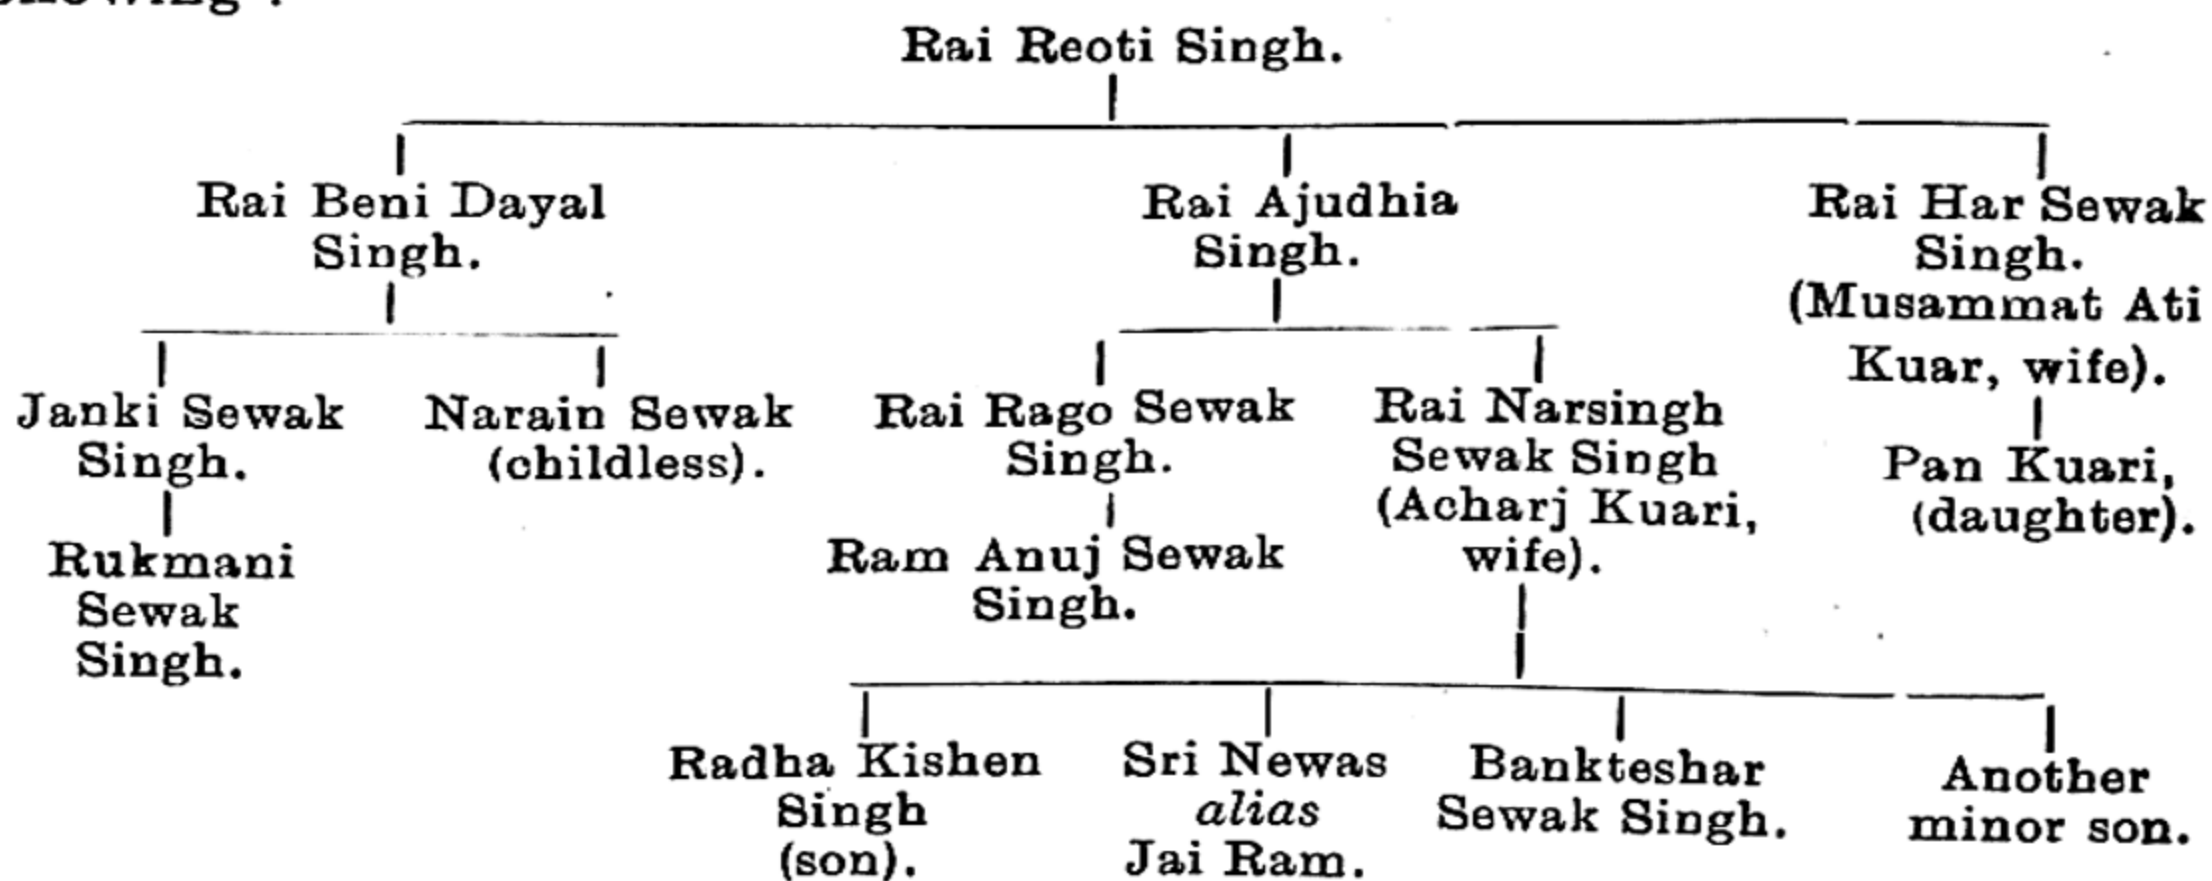 Rai Reoti Singh.
Rai Beni Dayal
Singh.
Rai Ajudhia
Singh.
Rai Har Sewak
Singh.
(Musammat Ati
Kuar, wife).
Janki Sewak
Singh.
Narain Sewak
(childless).
Rai Rago Sewak
Singh.
Rai Narsingh
Sewak Singh
(Acharj Kuari,
wife).
Pan Kuari,
(daughter).
Rukmani
Sewak
Singh.
Ram Anuj Sewak
Singh.
Radha Kishen
Singh
(son).
Sri Newas
alias
Jai Ram.
Bankteshar
Sewak Singh.
Another
minor son.